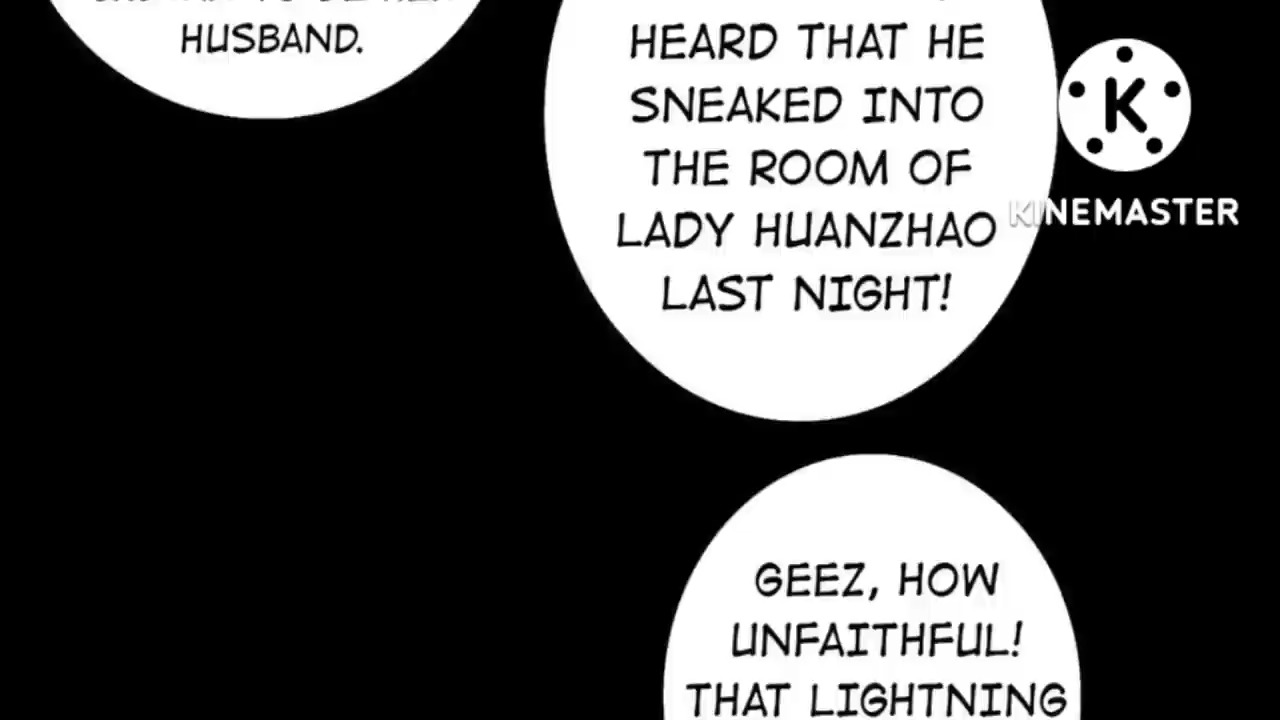 HUSBAND.
HEARD THAT HE
SNEAKED INTO
THE ROOM OF
LADY HUANZHAO
LAST NIGHT!
K
KINEMASTER
GEEZ, HOW
UNFAITHFUL!
THAT LIGHTNING